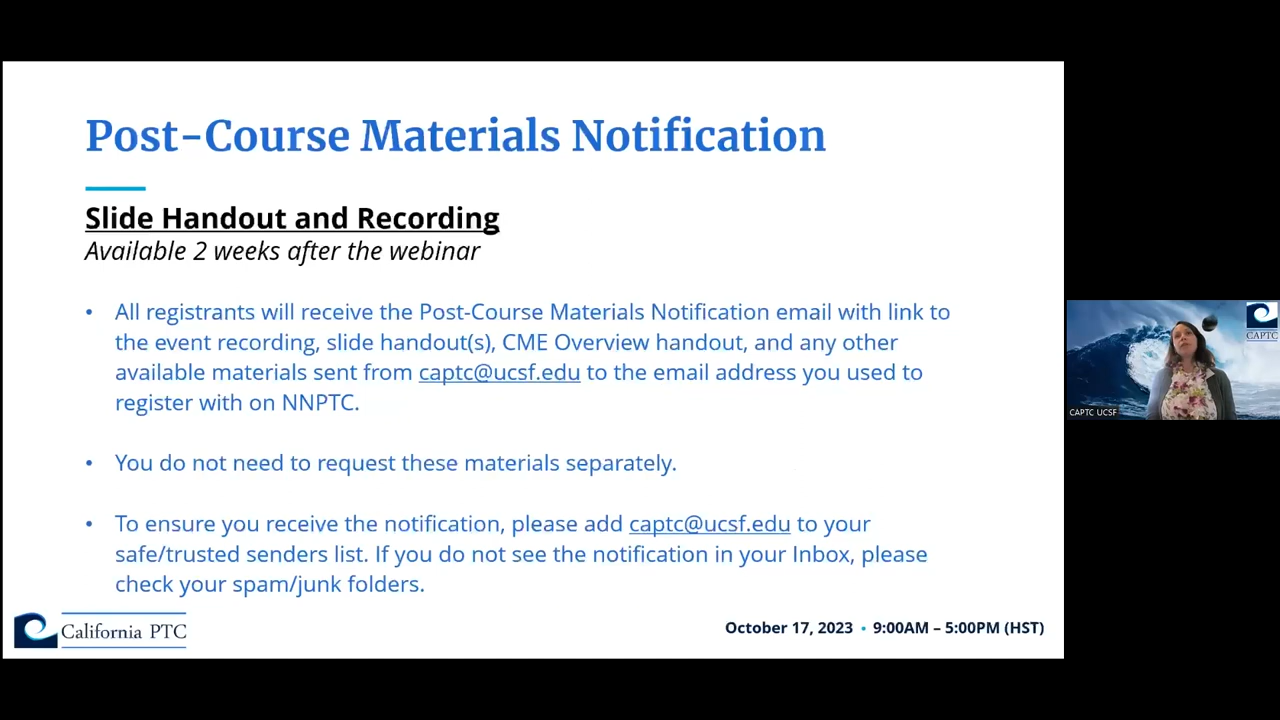 Post-Course Materials Notification
Slide Handout and Recording
Available 2 weeks after the webinar
• All registrants will receive the Post-Course Materials Notification email with link to
the event recording, slide handout(s), CME Overview handout, and any other
available materials sent from captc@ucsf.edu to the email address you used to
register with on NNPTC.
• You do not need to request these materials separately.
• To ensure you receive the notification, please add captc@ucsf.edu to your
safe/trusted senders list. If you do not see the notification in your Inbox, please
check your spam/junk folders.
California PTC
October 17, 2023 • 9:00AM – 5:00PM (HST)
CAPTC
CAPTC UCSF